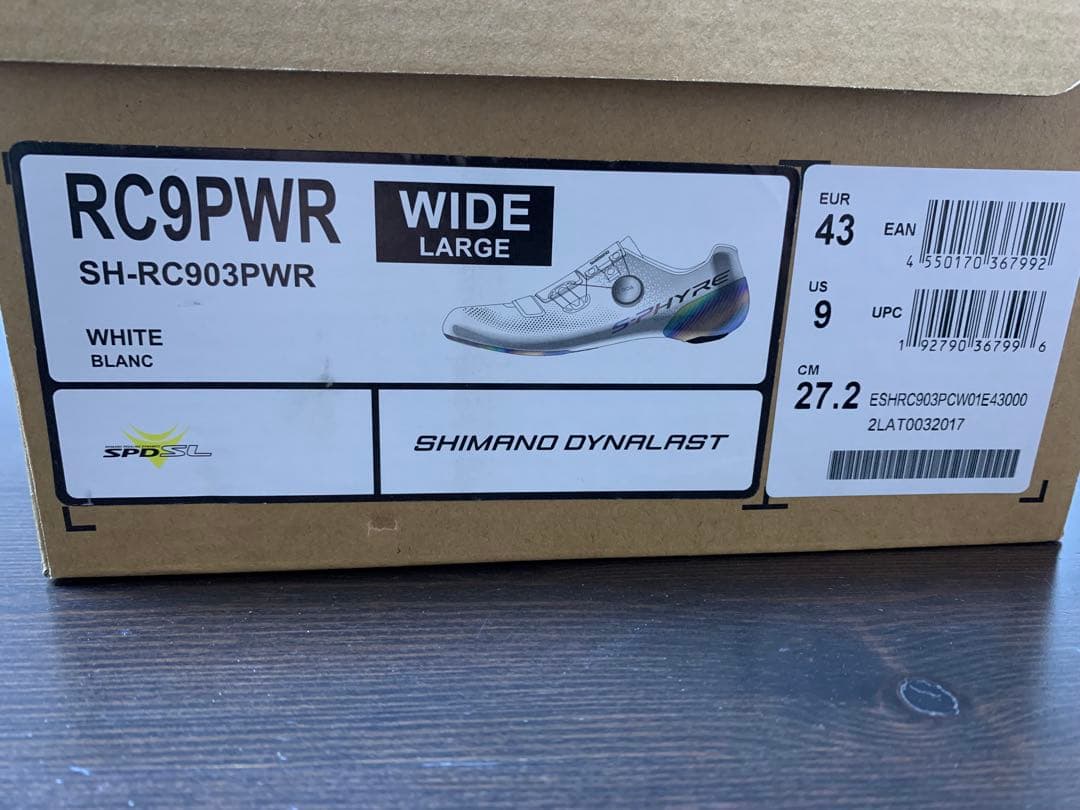 RC9PWR
WIDE
LARGE
SH-RC903PWR
WHITE
BLANC
S-PHYRE
SPD-SL
SHIMANO DYNALAST
EUR
43
EAN
4 550170 367992
US
9
UPC
1 92790 36799 6
CM
27.2
ESHRC903PCW01E43000
2LAT0032017